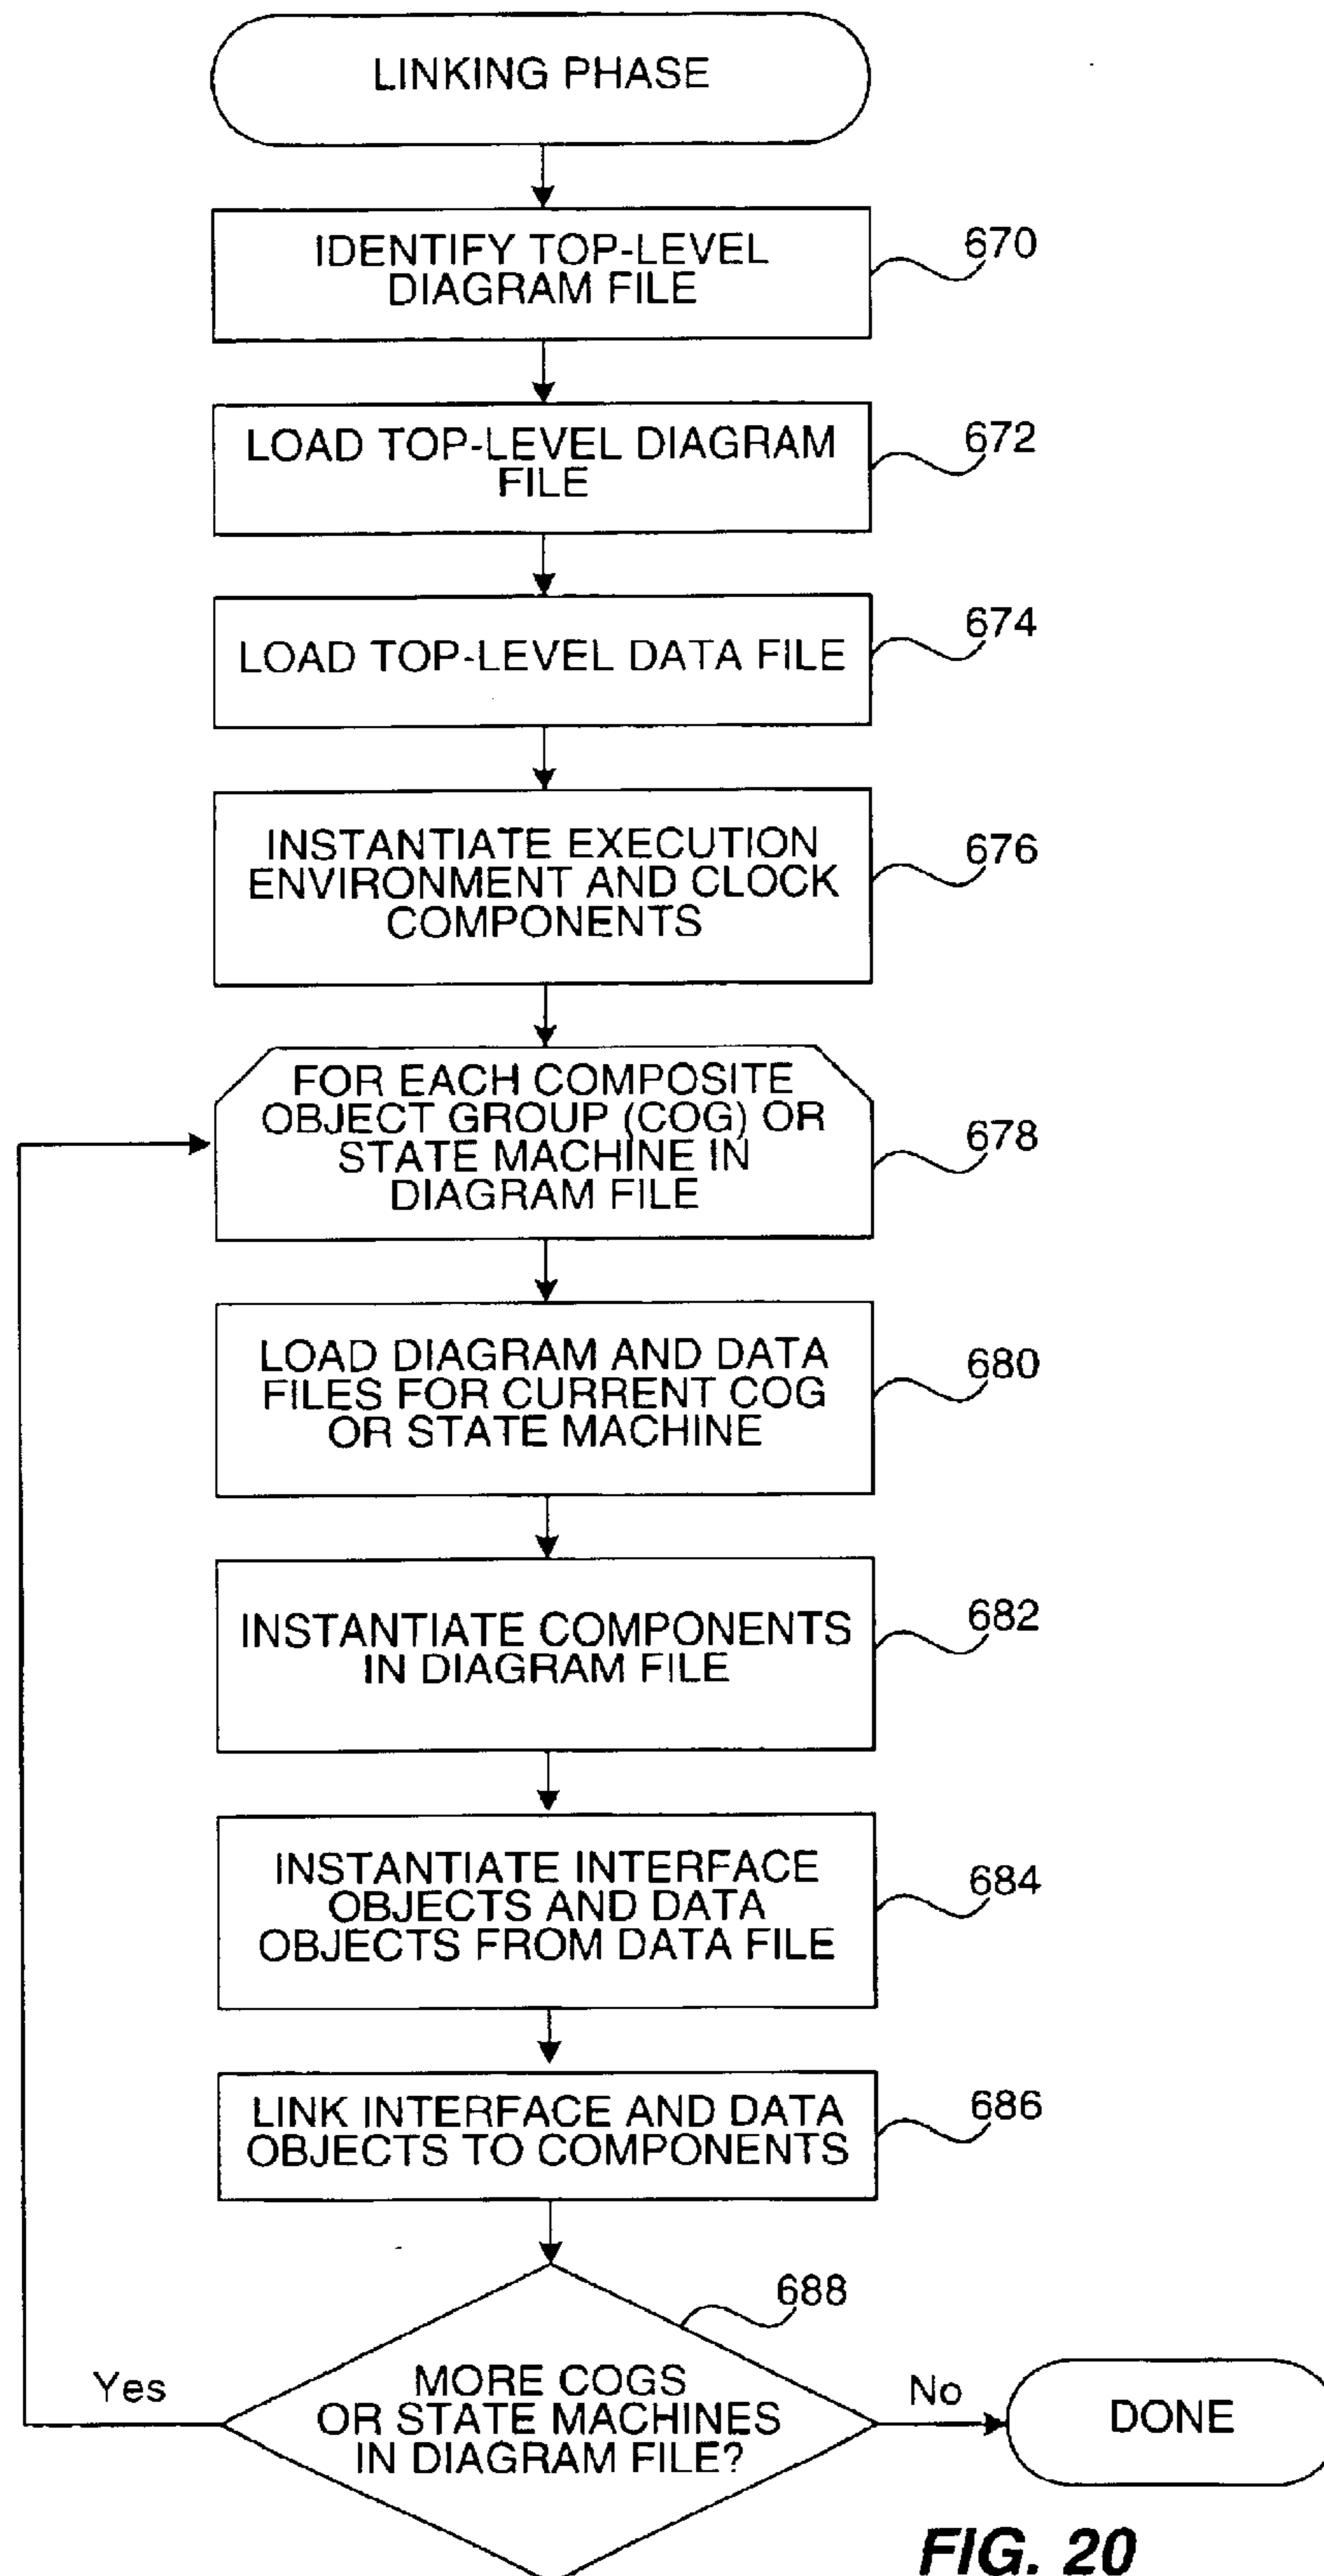 LINKING PHASE
IDENTIFY TOP-LEVEL
DIAGRAM FILE
670
LOAD TOP-LEVEL DIAGRAM
FILE
672
LOAD TOP-LEVEL DATA FILE
674
INSTANTIATE EXECUTION
ENVIRONMENT AND CLOCK
COMPONENTS
676
FOR EACH COMPOSITE
OBJECT GROUP (COG) OR
STATE MACHINE IN
DIAGRAM FILE
678
LOAD DIAGRAM AND DATA
FILES FOR CURRENT COG
OR STATE MACHINE
680
INSTANTIATE COMPONENTS
IN DIAGRAM FILE
682
INSTANTIATE INTERFACE
OBJECTS AND DATA
OBJECTS FROM DATA FILE
684
LINK INTERFACE AND DATA
OBJECTS TO COMPONENTS
686
688
MORE COGS
OR STATE MACHINES
IN DIAGRAM FILE?
Yes
No
DONE
FIG. 20